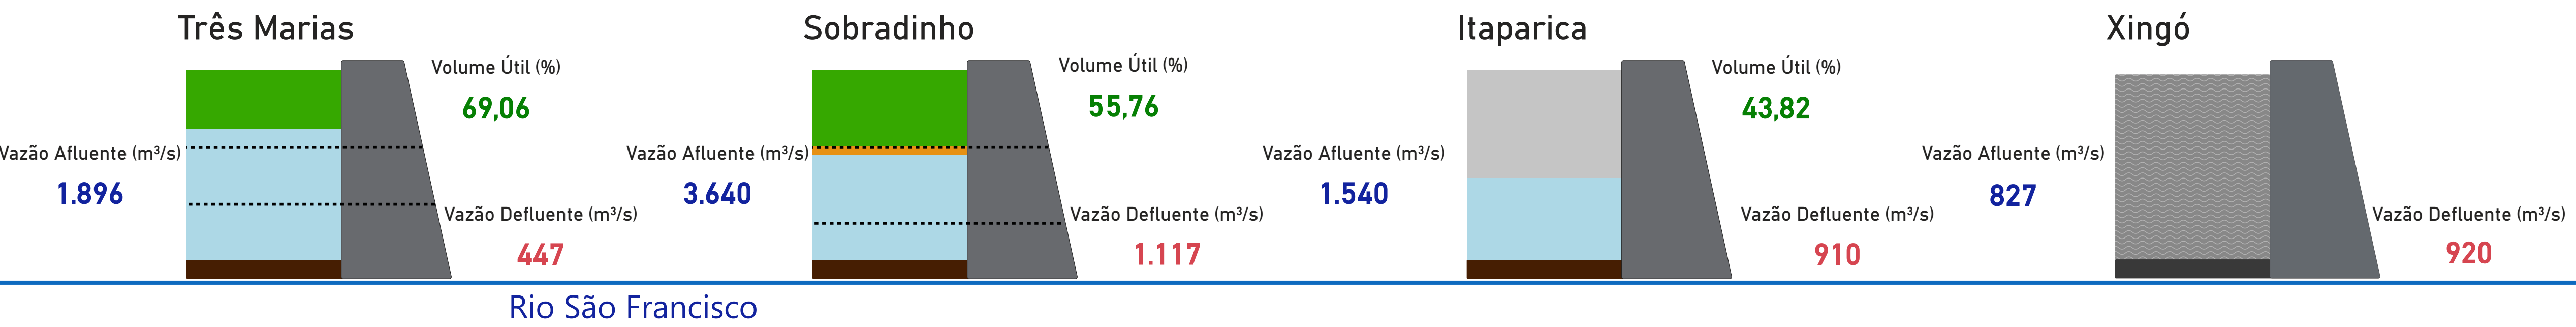 Três Marias
Volume Útil (%)
69,06
Vazão Afluente (m³/s)
1.896
Vazão Defluente (m³/s)
447
Sobradinho
Volume Útil (%)
55,76
Vazão Afluente (m³/s)
3.640
Vazão Defluente (m³/s)
1.117
Itaparica
Volume Útil (%)
43,82
Vazão Afluente (m³/s)
1.540
Vazão Defluente (m³/s)
910
Xingó
Vazão Afluente (m³/s)
827
Vazão Defluente (m³/s)
920
Rio São Francisco